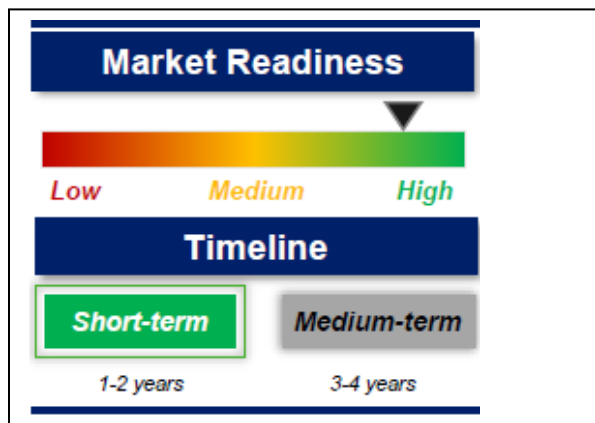 Market Readiness
Low Medium High
Timeline
Short-term Medium-term
1-2 years 3-4 years